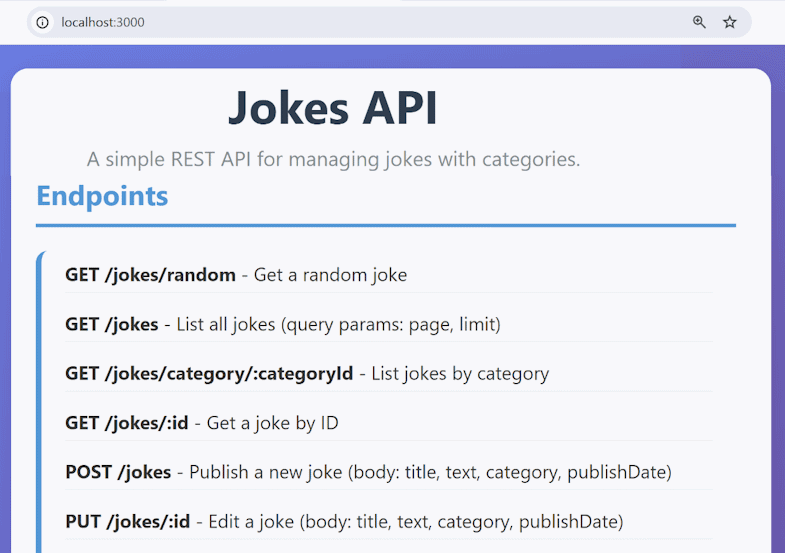 localhost:3000
Jokes API
A simple REST API for managing jokes with categories.
Endpoints
GET /jokes/random - Get a random joke
GET /jokes - List all jokes (query params: page, limit)
GET /jokes/category/:categoryId - List jokes by category
GET /jokes/:id - Get a joke by ID
POST /jokes - Publish a new joke (body: title, text, category, publishDate)
PUT /jokes/:id - Edit a joke (body: title, text, category, publishDate)